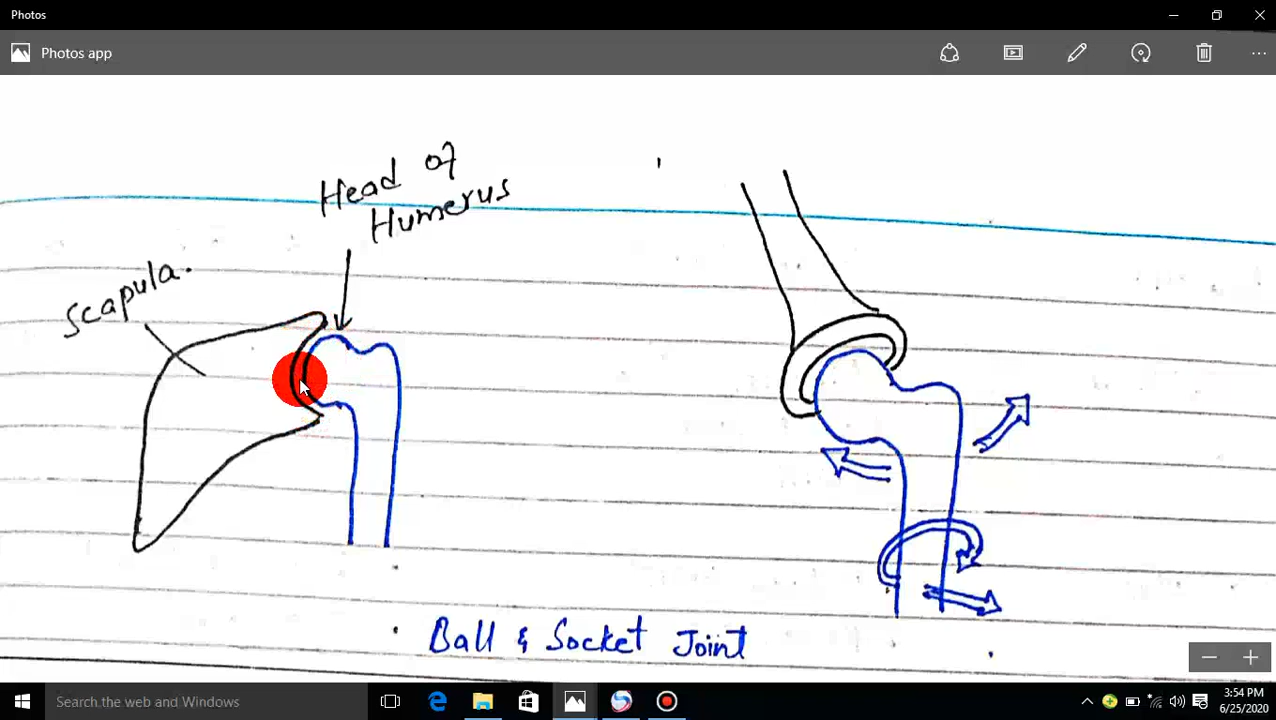 Photos
Photos app
Head of
Humerus
Scapula.
Ball & Socket Joint
Search the web and Windows
3:54 PM
6/25/2020